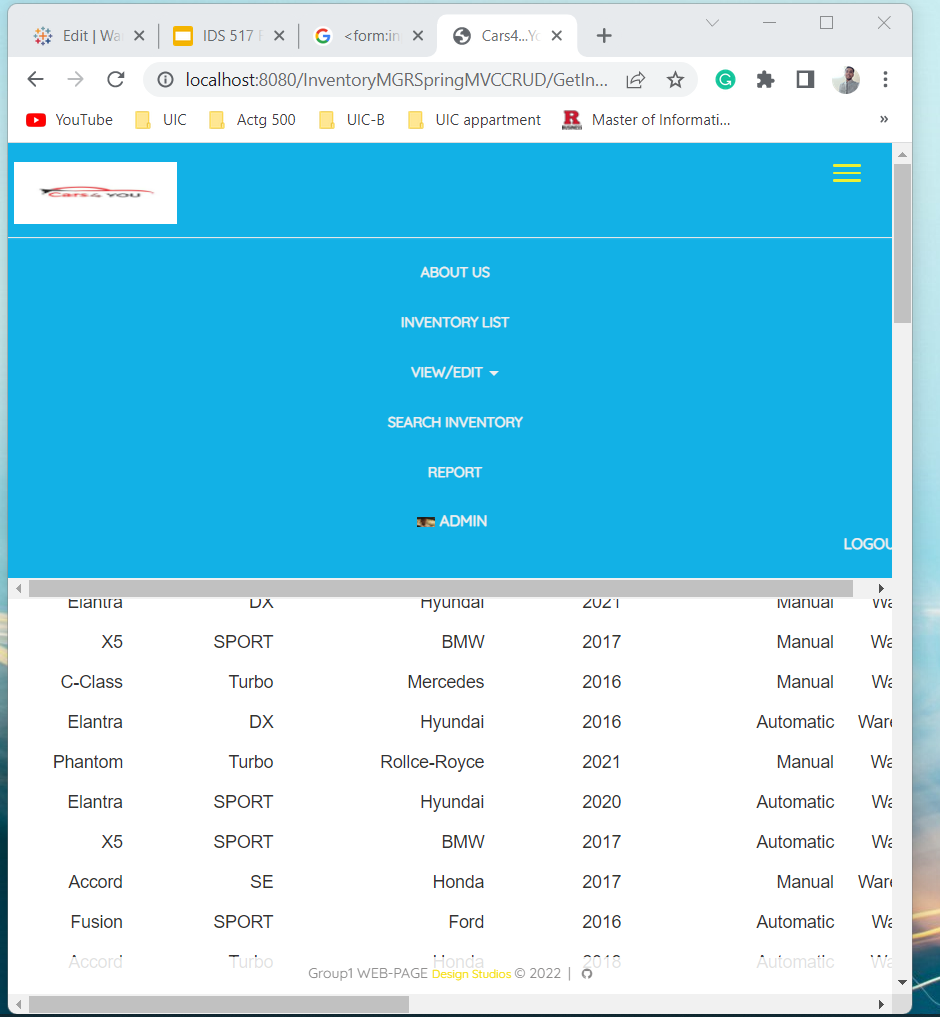 Edit | Wa
IDS 517
<form:in
Cars4...Yo
localhost:8080/InventoryMGRSpringMVCCRUD/GetIn...
YouTube
UIC
Actg 500
UIC-B
UIC appartment
Master of Informati...
»
Cars4 YOU
ABOUT US
INVENTORY LIST
VIEW/EDIT
SEARCH INVENTORY
REPORT
ADMIN
LOGOU
Elantra DX Hyundai 2021 Manual Wa
X5 SPORT BMW 2017 Manual Wa
C-Class Turbo Mercedes 2016 Manual Wa
Elantra DX Hyundai 2016 Automatic Ware
Phantom Turbo Rollce-Royce 2021 Manual Wa
Elantra SPORT Hyundai 2020 Automatic Wa
X5 SPORT BMW 2017 Automatic Wa
Accord SE Honda 2017 Manual Ware
Fusion SPORT Ford 2016 Automatic Wa
Accord Turbo Honda 2018 Automatic Wa
Group1 WEB-PAGE Design Studios © 2022 |